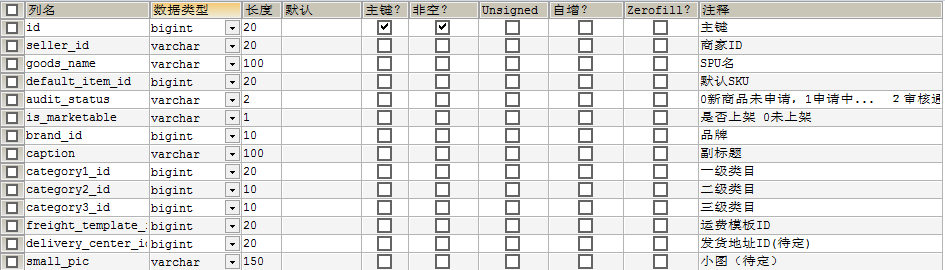 列名 数据类型 长度 默认 主键? 非空? Unsigned 自增? Zerofill? 注释
id bigint 20 主键
seller_id varchar 20 商家ID
goods_name varchar 100 SPU名
default_item_id bigint 20 默认SKU
audit_status varchar 2 0新商品未申请,1申请中... 2 审核通
is_marketable varchar 1 是否上架 0未上架
brand_id bigint 10 品牌
caption varchar 100 副标题
category1_id bigint 20 一级类目
category2_id bigint 10 二级类目
category3_id bigint 10 三级类目
freight_template_ bigint 20 运费模板ID
delivery_center_id bigint 20 发货地址ID(待定)
small_pic varchar 150 小图（待定）